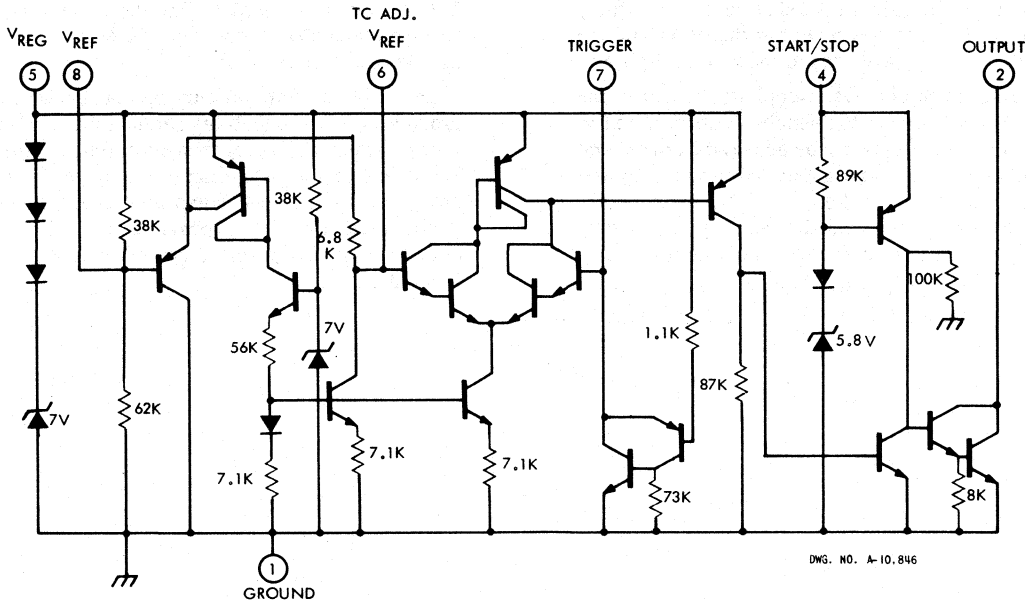 TC ADJ.
VREG VREF VREF TRIGGER START/STOP OUTPUT
5 8 6 7 4 2
38K 38K 6.8 K 89K
100K
56K 7V 1.1K 5.8V
87K
7V 62K
7.1K 7.1K 7.1K 73K 8K
1
GROUND
DWG. NO. A-10,846